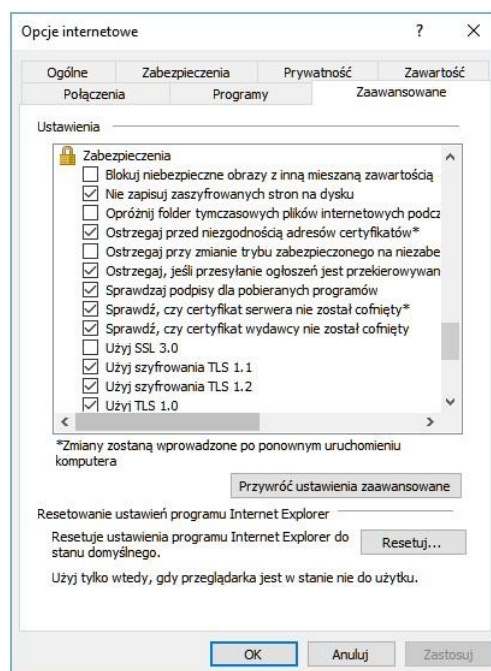 Opcje internetowe
Ogólne Zabezpieczenia Prywatność Zawartość
Połączenia Programy Zaawansowane
Ustawienia
Zabezpieczenia
Blokuj niebezpieczne obrazy z inną mieszaną zawartością
Nie zapisuj zaszyfrowanych stron na dysku
Opróżnij folder tymczasowych plików internetowych podcz
Ostrzegaj przed niezgodnością adresów certyfikatów*
Ostrzegaj przy zmianie trybu zabezpieczonego na niezabe
Ostrzegaj, jeśli przesyłanie ogłoszeń jest przekierowywan
Sprawdzaj podpisy dla pobieranych programów
Sprawdź, czy certyfikat serwera nie został cofnięty*
Sprawdź, czy certyfikat wydawcy nie został cofnięty
Użyj SSL 3.0
Użyj szyfrowania TLS 1.1
Użyj szyfrowania TLS 1.2
Użyj TLS 1.0
*Zmiany zostaną wprowadzone po ponownym uruchomieniu
komputera
Przywróć ustawienia zaawansowane
Resetowanie ustawień programu Internet Explorer
Resetuje ustawienia programu Internet Explorer do
stanu domyślnego.
Resetuj...
Użyj tylko wtedy, gdy przeglądarka jest w stanie nie do użytku.
OK Anuluj Zastosuj